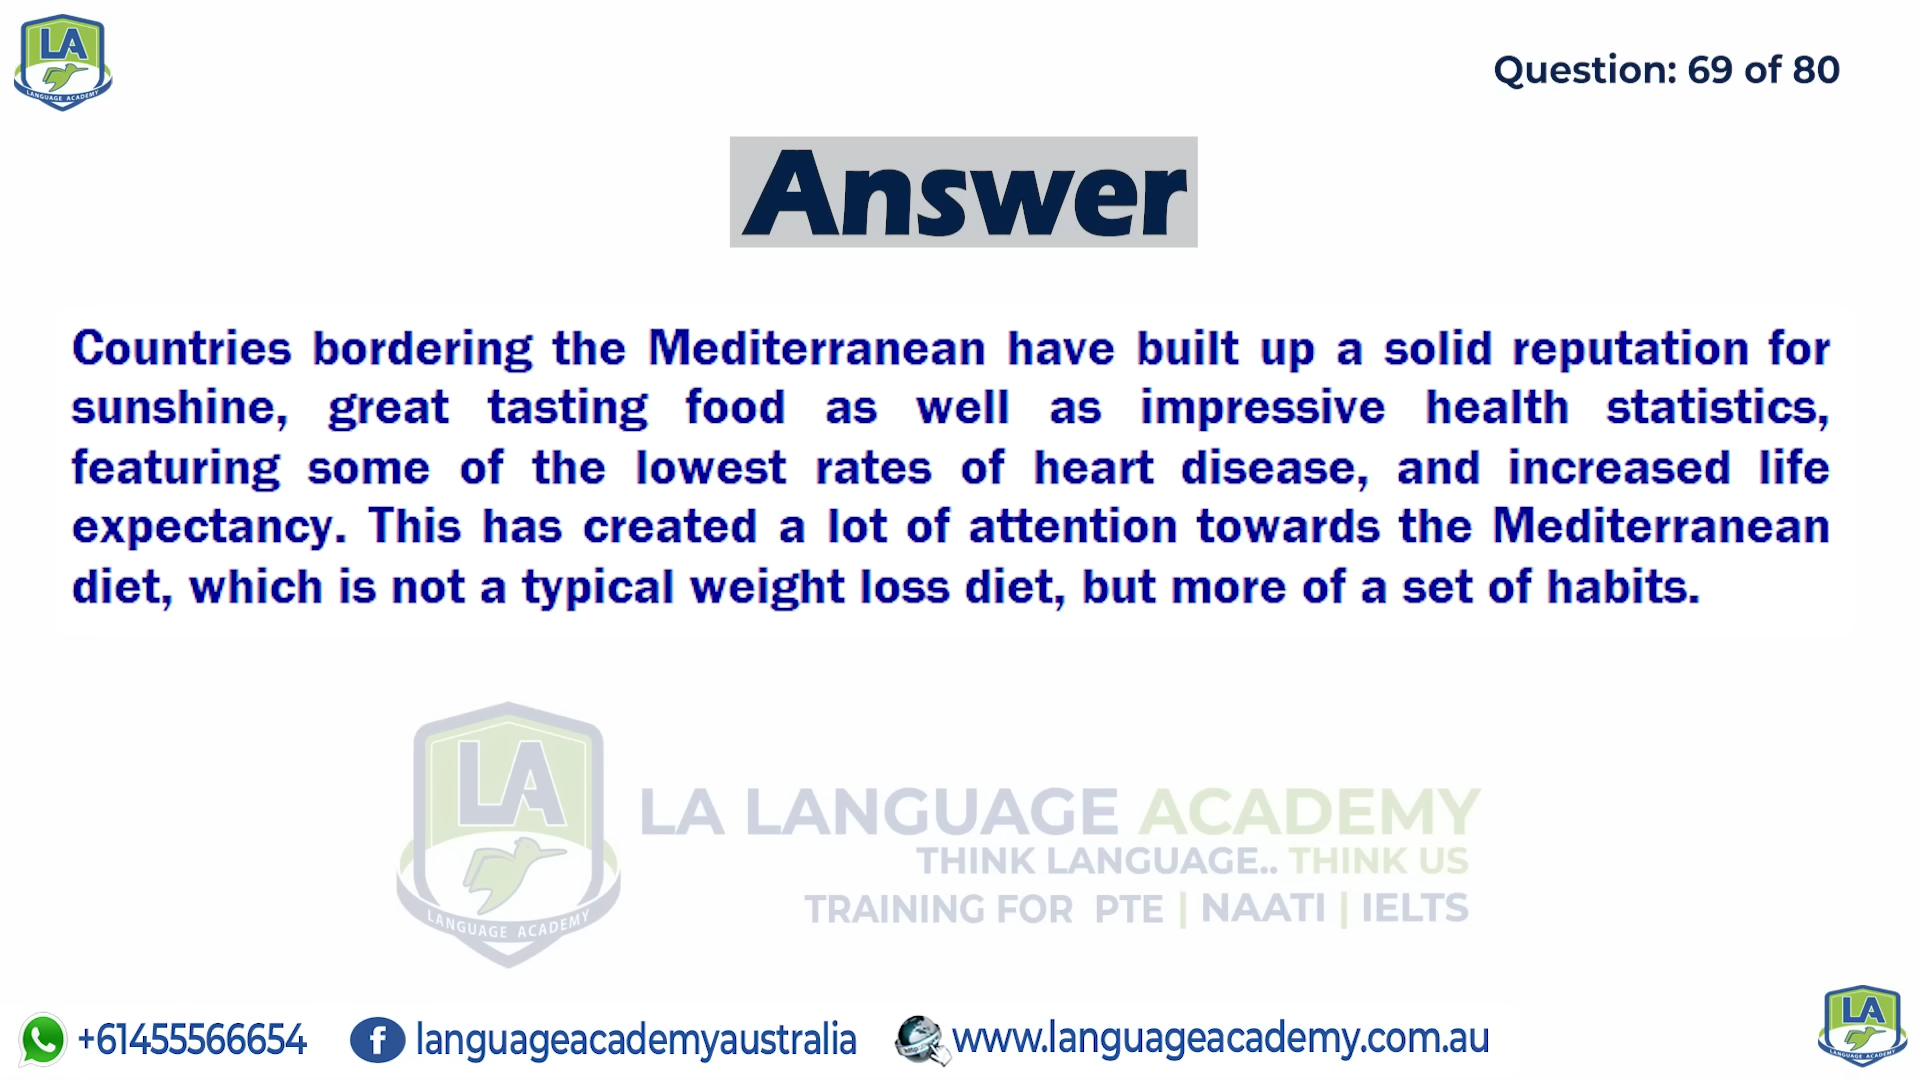 LA
LANGUAGE ACADEMY
Question: 69 of 80
Answer
Countries bordering the Mediterranean have built up a solid reputation for
sunshine, great tasting food as well as impressive health statistics,
featuring some of the lowest rates of heart disease, and increased life
expectancy. This has created a lot of attention towards the Mediterranean
diet, which is not a typical weight loss diet, but more of a set of habits.
LA
LANGUAGE ACADEMY
LA LANGUAGE ACADEMY
THINK LANGUAGE.. THINK US
TRAINING FOR PTE | NAATI | IELTS
+61455566654
f languageacademyaustralia
http://
www.languageacademy.com.au
LA
LANGUAGE ACADEMY